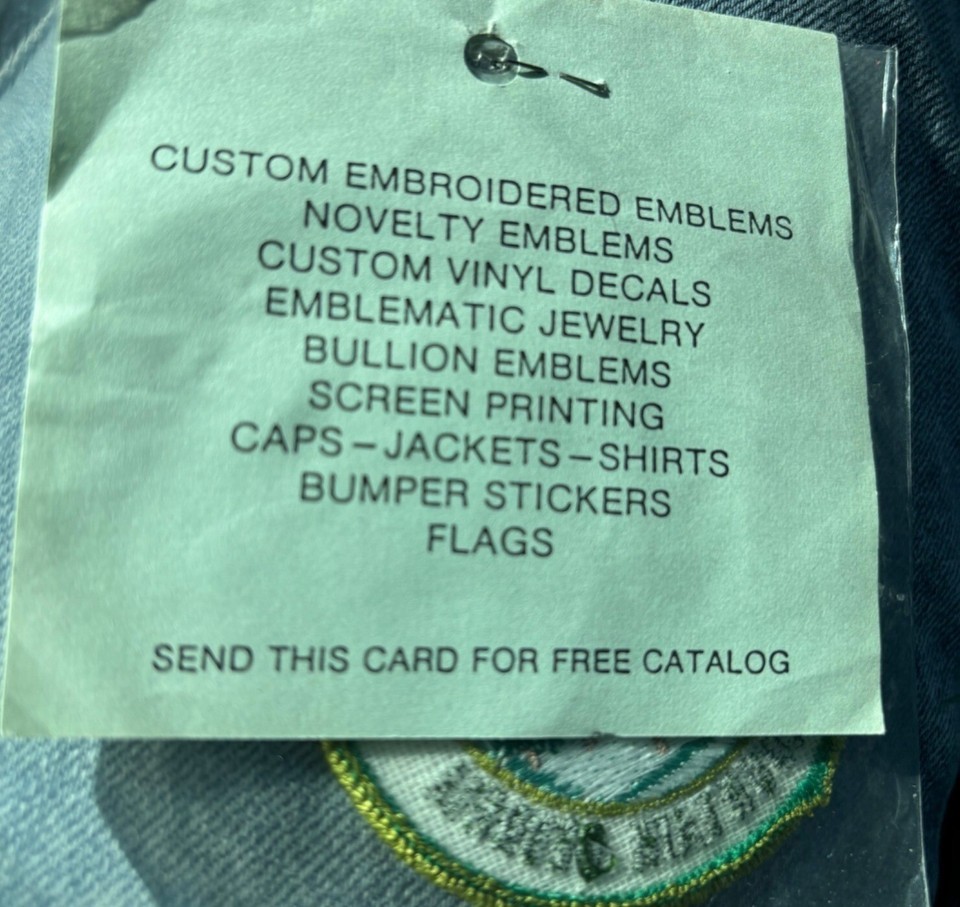 CUSTOM EMBROIDERED EMBLEMS
NOVELTY EMBLEMS
CUSTOM VINYL DECALS
EMBLEMATIC JEWELRY
BULLION EMBLEMS
SCREEN PRINTING
CAPS – JACKETS – SHIRTS
BUMPER STICKERS
FLAGS
SEND THIS CARD FOR FREE CATALOG